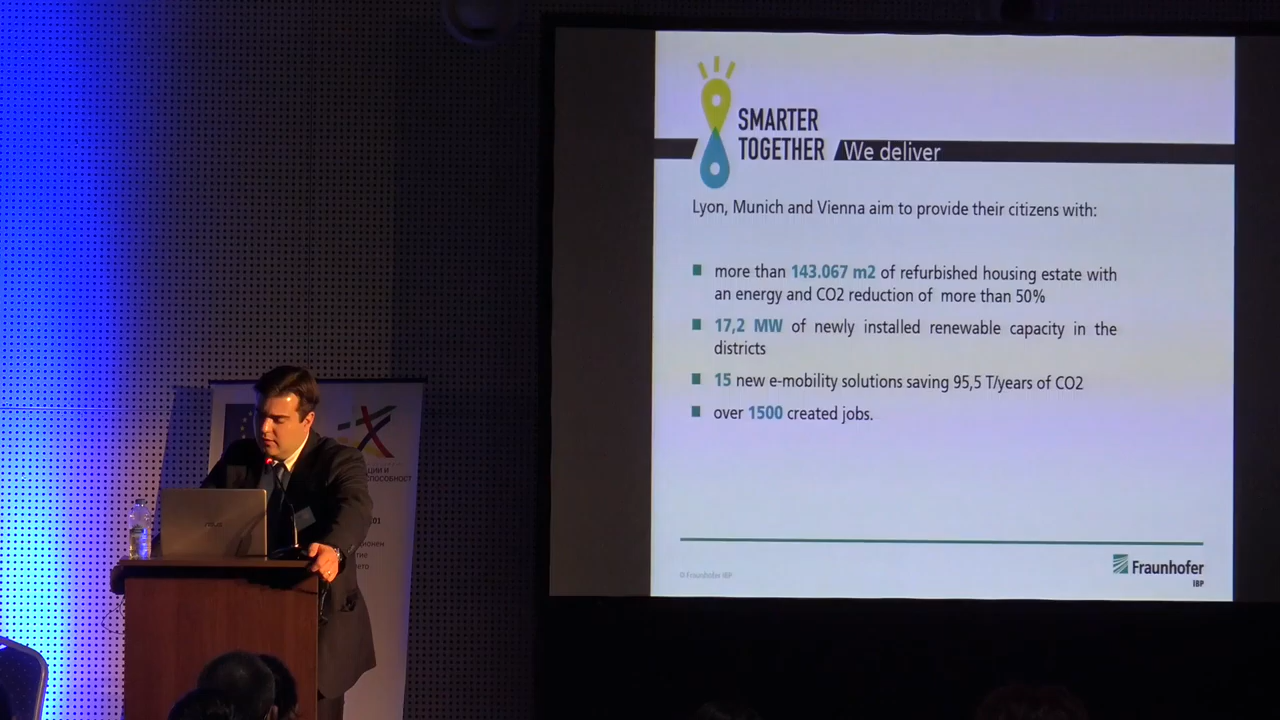 SMARTER
TOGETHER
We deliver
Lyon, Munich and Vienna aim to provide their citizens with:
more than 143.067 m2 of refurbished housing estate with
an energy and CO2 reduction of more than 50%
17,2 MW of newly installed renewable capacity in the
districts
15 new e-mobility solutions saving 95,5 T/years of CO2
over 1500 created jobs.
© Fraunhofer IBP
Fraunhofer
IBP